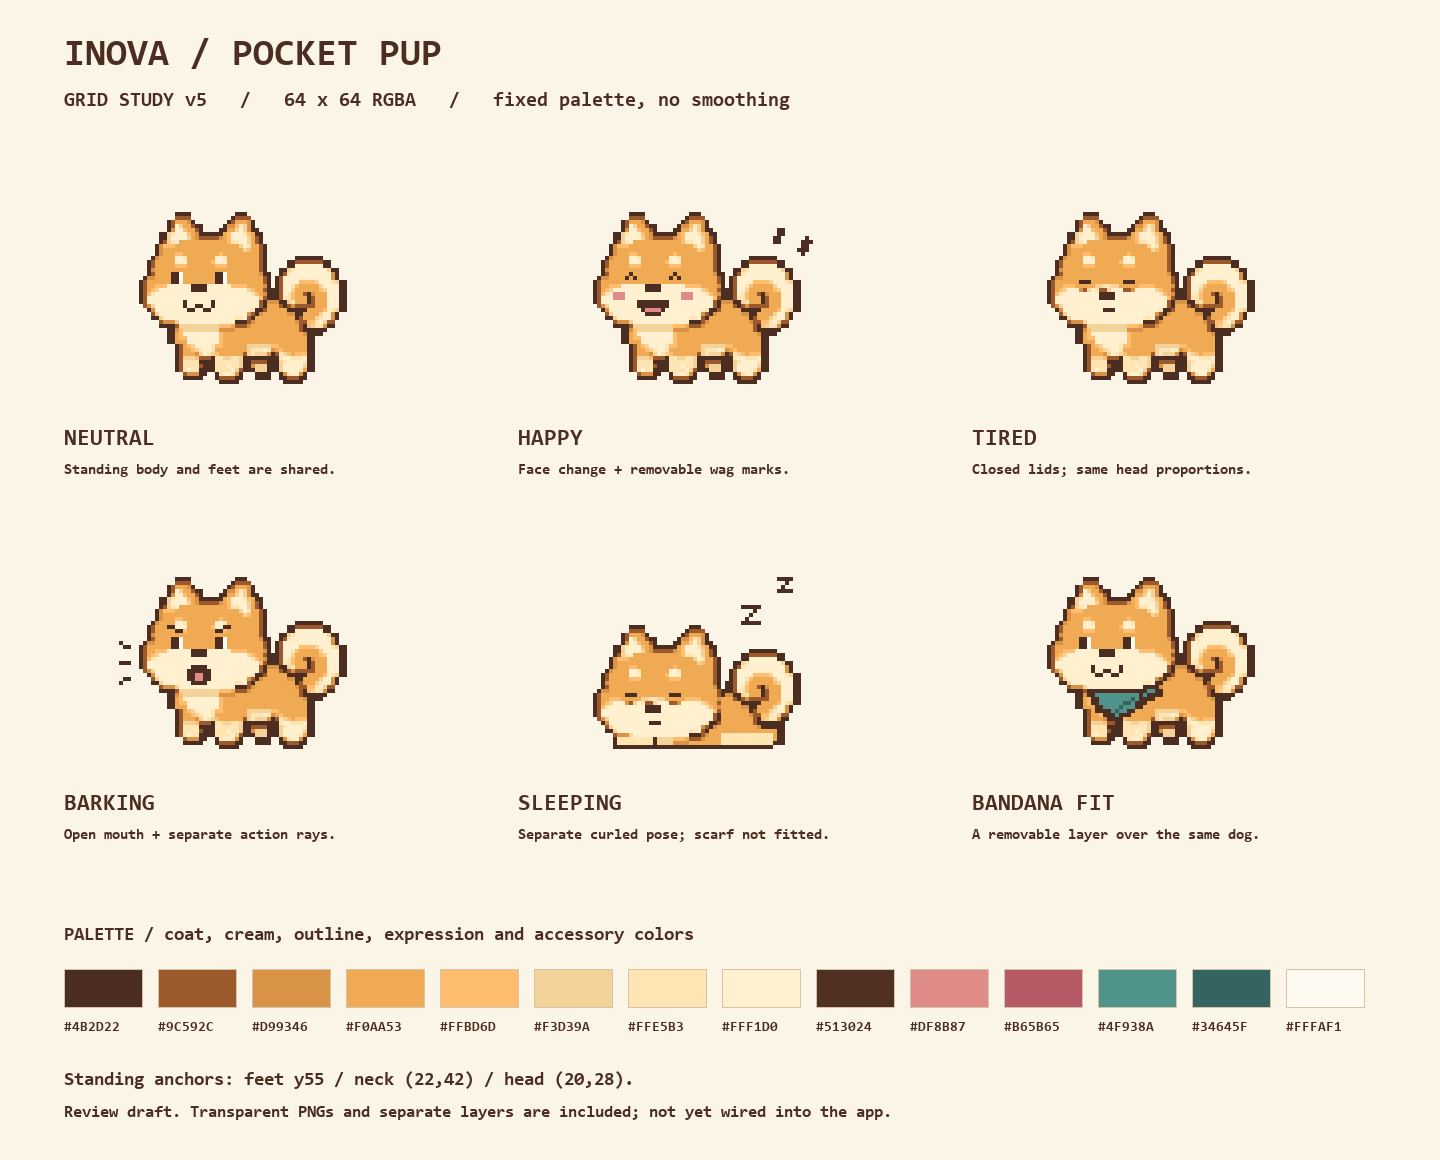 INOVA / POCKET PUP
GRID STUDY v5 / 64 x 64 RGBA / fixed palette, no smoothing
NEUTRAL
Standing body and feet are shared.
HAPPY
Face change + removable wag marks.
TIRED
Closed lids; same head proportions.
Z
Z
BARKING
Open mouth + separate action rays.
SLEEPING
Separate curled pose; scarf not fitted.
BANDANA FIT
A removable layer over the same dog.
PALETTE / coat, cream, outline, expression and accessory colors
#4B2D22 #9C592C #D99346 #F0AA53 #FFBD6D #F3D39A #FFE5B3 #FFF1D0 #513024 #DF8B87 #B65B65 #4F938A #34645F #FFFAF1
Standing anchors: feet y55 / neck (22,42) / head (20,28).
Review draft. Transparent PNGs and separate layers are included; not yet wired into the app.